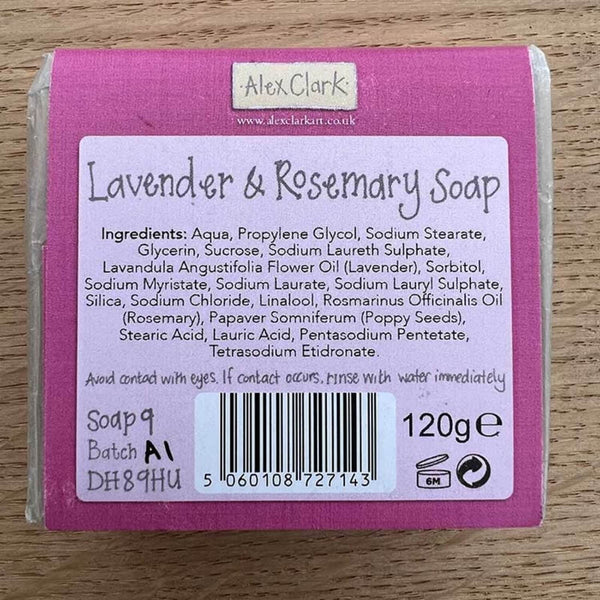 Alex Clark
www.alexclarkart.co.uk
Lavender & Rosemary Soap
Ingredients: Aqua, Propylene Glycol, Sodium Stearate,
Glycerin, Sucrose, Sodium Laureth Sulphate,
Lavandula Angustifolia Flower Oil (Lavender), Sorbitol,
Sodium Myristate, Sodium Laurate, Sodium Lauryl Sulphate,
Silica, Sodium Chloride, Linalool, Rosmarinus Officinalis Oil
(Rosemary), Papaver Somniferum (Poppy Seeds),
Stearic Acid, Lauric Acid, Pentasodium Pentetate,
Tetrasodium Etidronate.
Avoid contact with eyes. If contact occurs, rinse with water immediately
Soap 9
Batch A1
DH89HU
5 060108 727143
120g e
6M